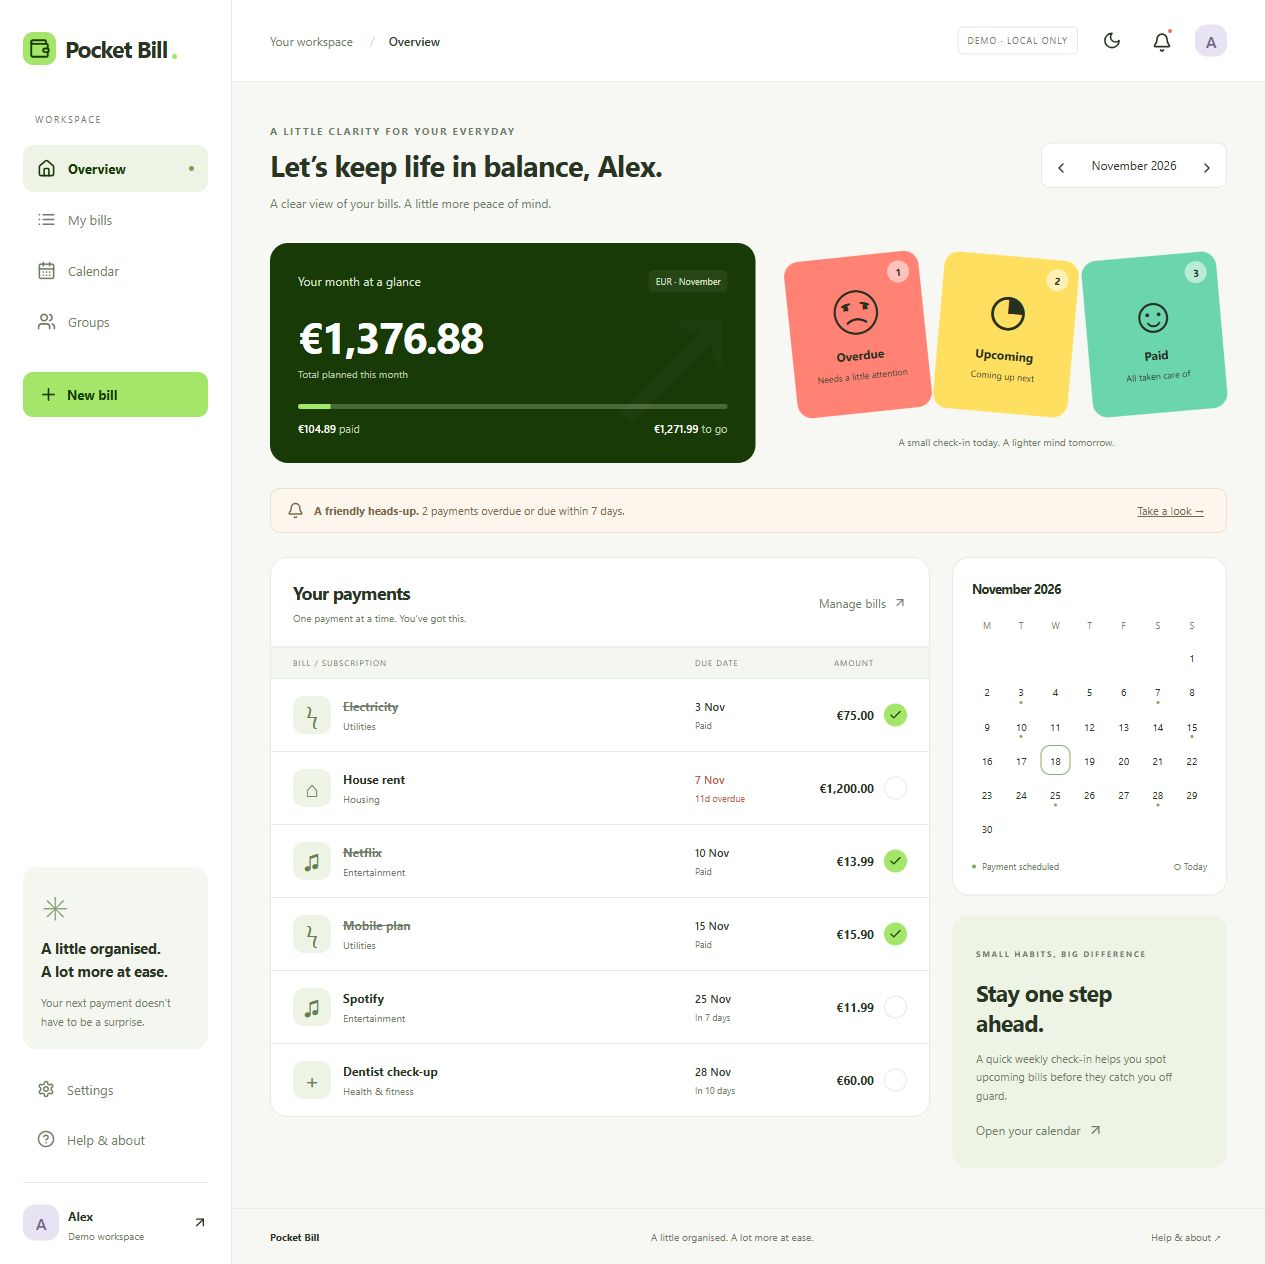 Pocket Bill.
WORKSPACE
Overview
My bills
Calendar
Groups
+ New bill
A little organised.
A lot more at ease.
Your next payment doesn't
have to be a surprise.
Settings
Help & about
A
Alex
Demo workspace
Your workspace / Overview
DEMO · LOCAL ONLY
A
A LITTLE CLARITY FOR YOUR EVERYDAY
Let’s keep life in balance, Alex.
A clear view of your bills. A little more peace of mind.
November 2026
Your month at a glance
EUR · November
€1,376.88
Total planned this month
€104.89 paid
€1,271.99 to go
1
Overdue
Needs a little attention
2
Upcoming
Coming up next
3
Paid
All taken care of
A small check-in today. A lighter mind tomorrow.
A friendly heads-up. 2 payments overdue or due within 7 days.
Take a look →
Your payments
One payment at a time. You've got this.
Manage bills
BILL / SUBSCRIPTION DUE DATE AMOUNT
Electricity 3 Nov €75.00
Utilities Paid
House rent 7 Nov €1,200.00
Housing 11d overdue
Netflix 10 Nov €13.99
Entertainment Paid
Mobile plan 15 Nov €15.90
Utilities Paid
Spotify 25 Nov €11.99
Entertainment In 7 days
Dentist check-up 28 Nov €60.00
Health & fitness In 10 days
November 2026
M T W T F S S
1
2 3 4 5 6 7 8
9 10 11 12 13 14 15
16 17 18 19 20 21 22
23 24 25 26 27 28 29
30
Payment scheduled
Today
SMALL HABITS, BIG DIFFERENCE
Stay one step
ahead.
A quick weekly check-in helps you spot
upcoming bills before they catch you off
guard.
Open your calendar
Pocket Bill
A little organised. A lot more at ease.
Help & about ↗